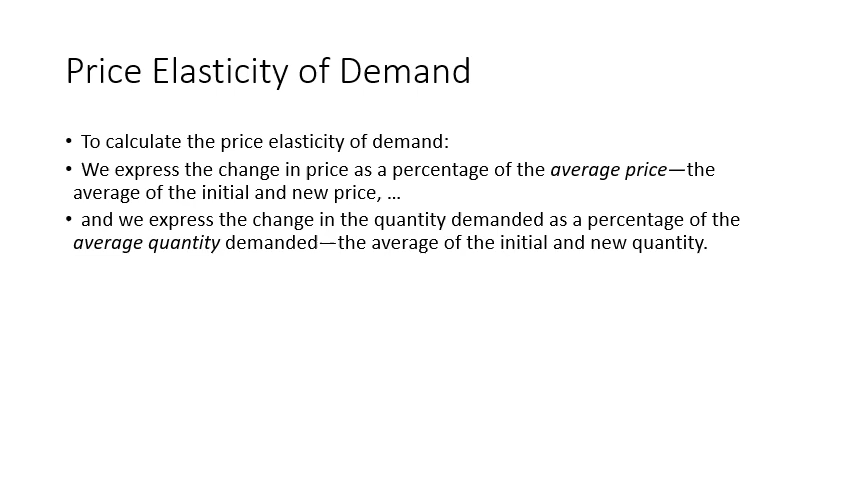 Price Elasticity of Demand
• To calculate the price elasticity of demand:
• We express the change in price as a percentage of the average price—the
average of the initial and new price, …
• and we express the change in the quantity demanded as a percentage of the
average quantity demanded—the average of the initial and new quantity.